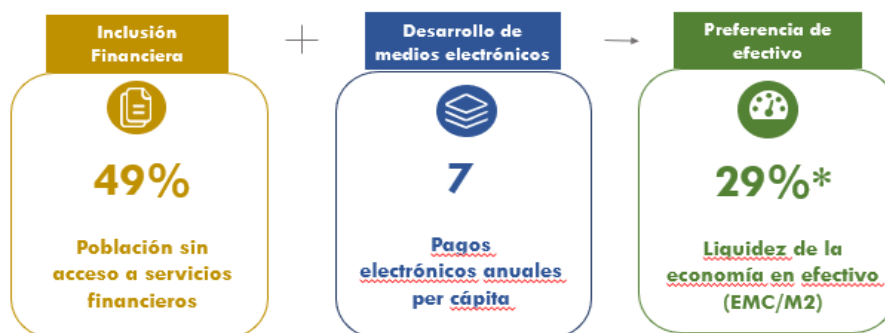 Inclusión
Financiera
49%
Población sin
acceso a servicios
financieros
Desarrollo de
medios electrónicos
7
Pagos
electrónicos anuales
per cápita
Preferencia de
efectivo
29%*
Liquidez de la
economía en efectivo
(EMC/M2)